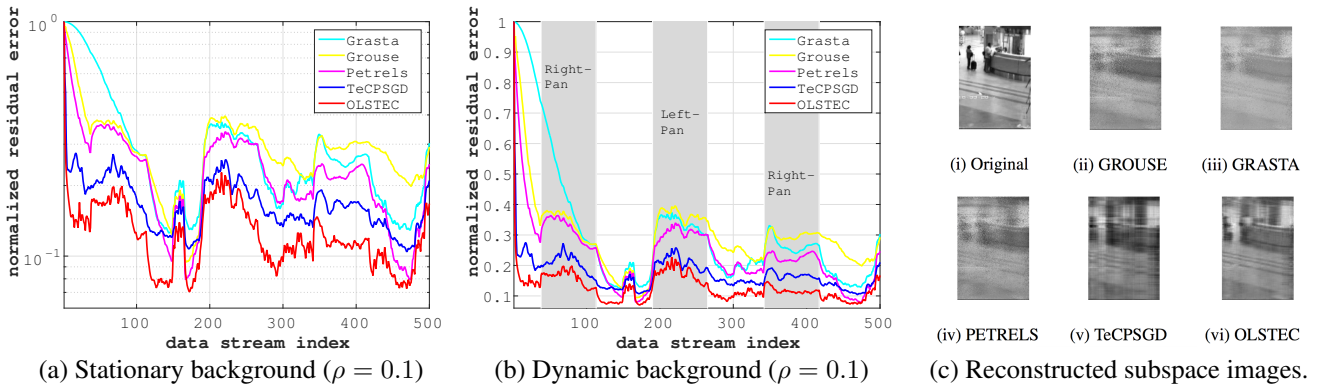 normalized residual error
10^0
10^{-1}
Grasta
Grouse
Petrels
TeCPSGD
OLSTEC
100 200 300 400 500
data stream index
(a) Stationary background (ρ = 0.1)
normalized residual error
1
0.9
0.8
0.7
0.6
0.5
0.4
0.3
0.2
0.1
Right-
Pan
Left-
Pan
Right-
Pan
Grasta
Grouse
Petrels
TeCPSGD
OLSTEC
100 200 300 400 500
data stream index
(b) Dynamic background (ρ = 0.1)
(i) Original (ii) GROUSE (iii) GRASTA
(iv) PETRELS (v) TeCPSGD (vi) OLSTEC
(c) Reconstructed subspace images.